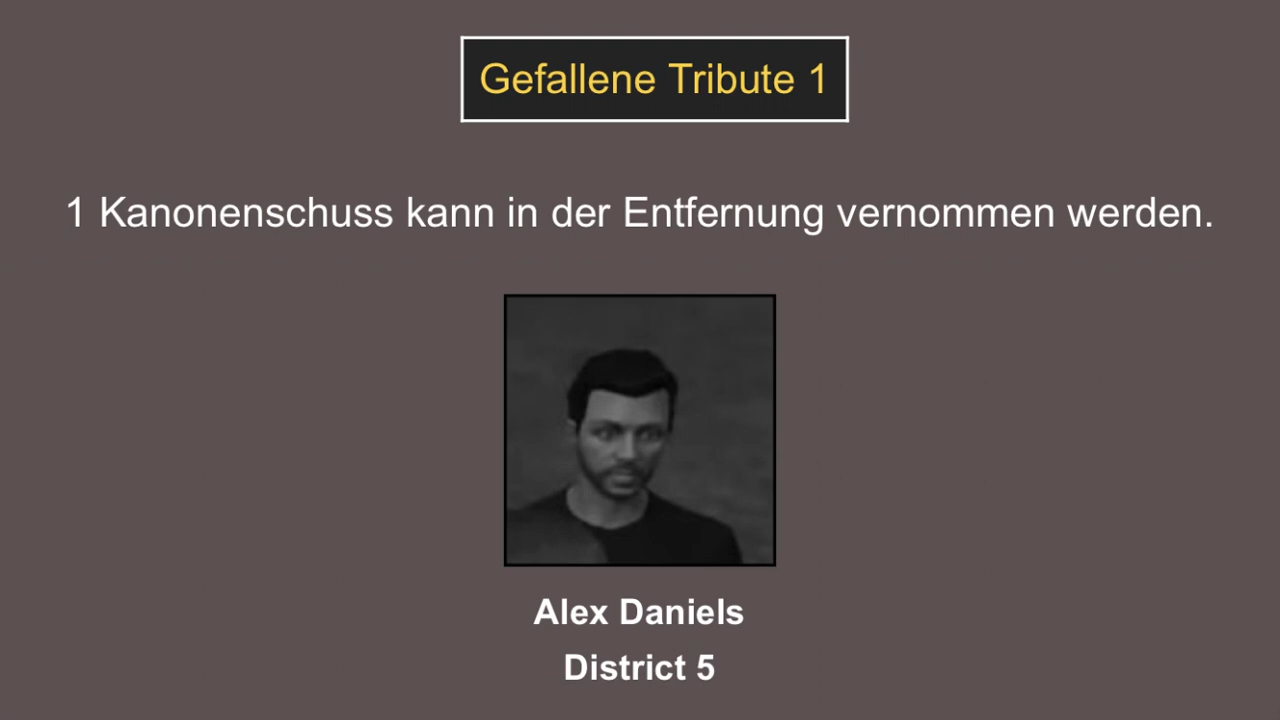 Gefallene Tribute 1
1 Kanonenschuss kann in der Entfernung vernommen werden.
Alex Daniels
District 5